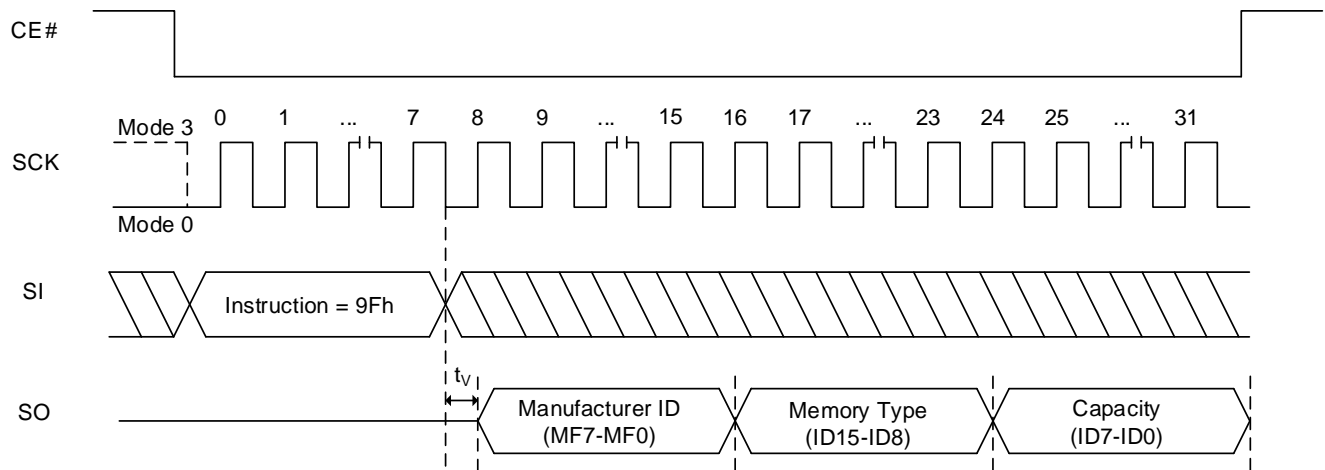 CE#
0 1 ... 7 8 9 ... 15 16 17 ... 23 24 25 ... 31
Mode 3
SCK
Mode 0
SI
Instruction = 9Fh
tV
SO
Manufacturer ID
(MF7-MF0)
Memory Type
(ID15-ID8)
Capacity
(ID7-ID0)